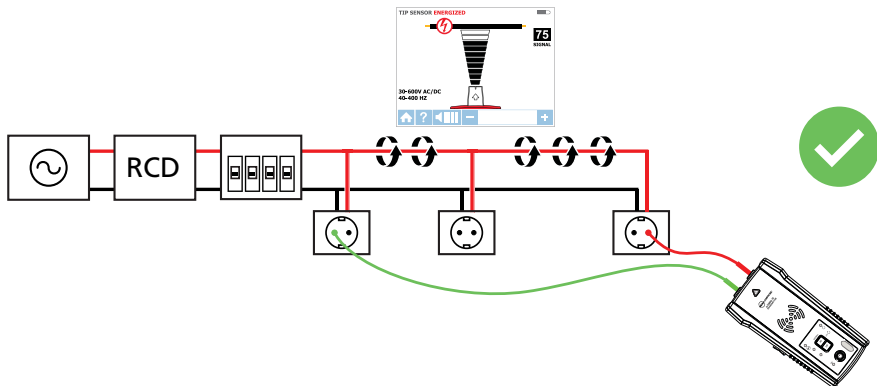 TIP SENSOR ENERGIZED
75
SIGNAL
30-600V AC/DC
40-400 HZ
?
RCD